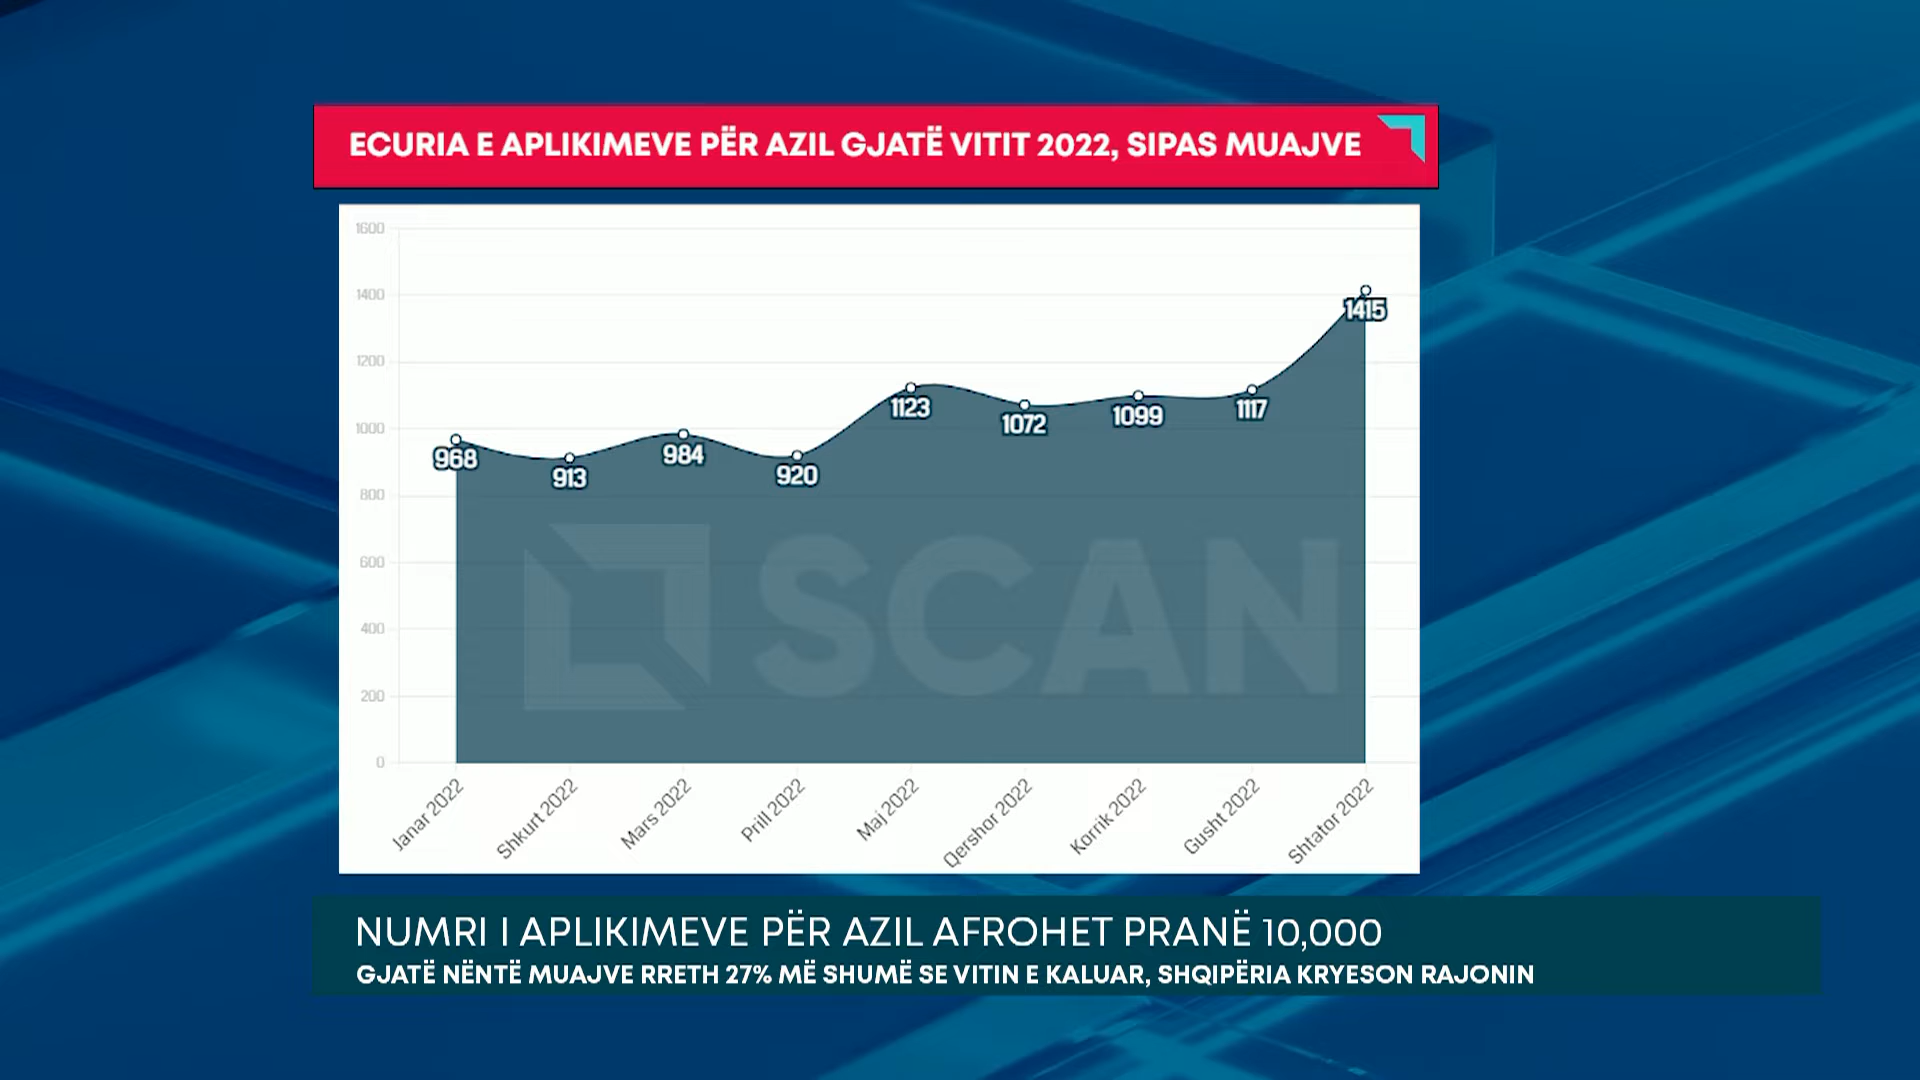 ECURIA E APLIKIMEVE PËR AZIL GJATË VITIT 2022, SIPAS MUAJVE
1600
1400
1200
1000
800
600
400
200
0
968
913
984
920
1123
1072
1099
1117
1415
SCAN
Janar 2022
Shkurt 2022
Mars 2022
Prill 2022
Maj 2022
Qershor 2022
Korrik 2022
Gusht 2022
Shtator 2022
NUMRI I APLIKIMEVE PËR AZIL AFROHET PRANË 10,000
GJATË NËNTË MUAJVE RRETH 27% MË SHUMË SE VITIN E KALUAR, SHQIPËRIA KRYESON RAJONIN